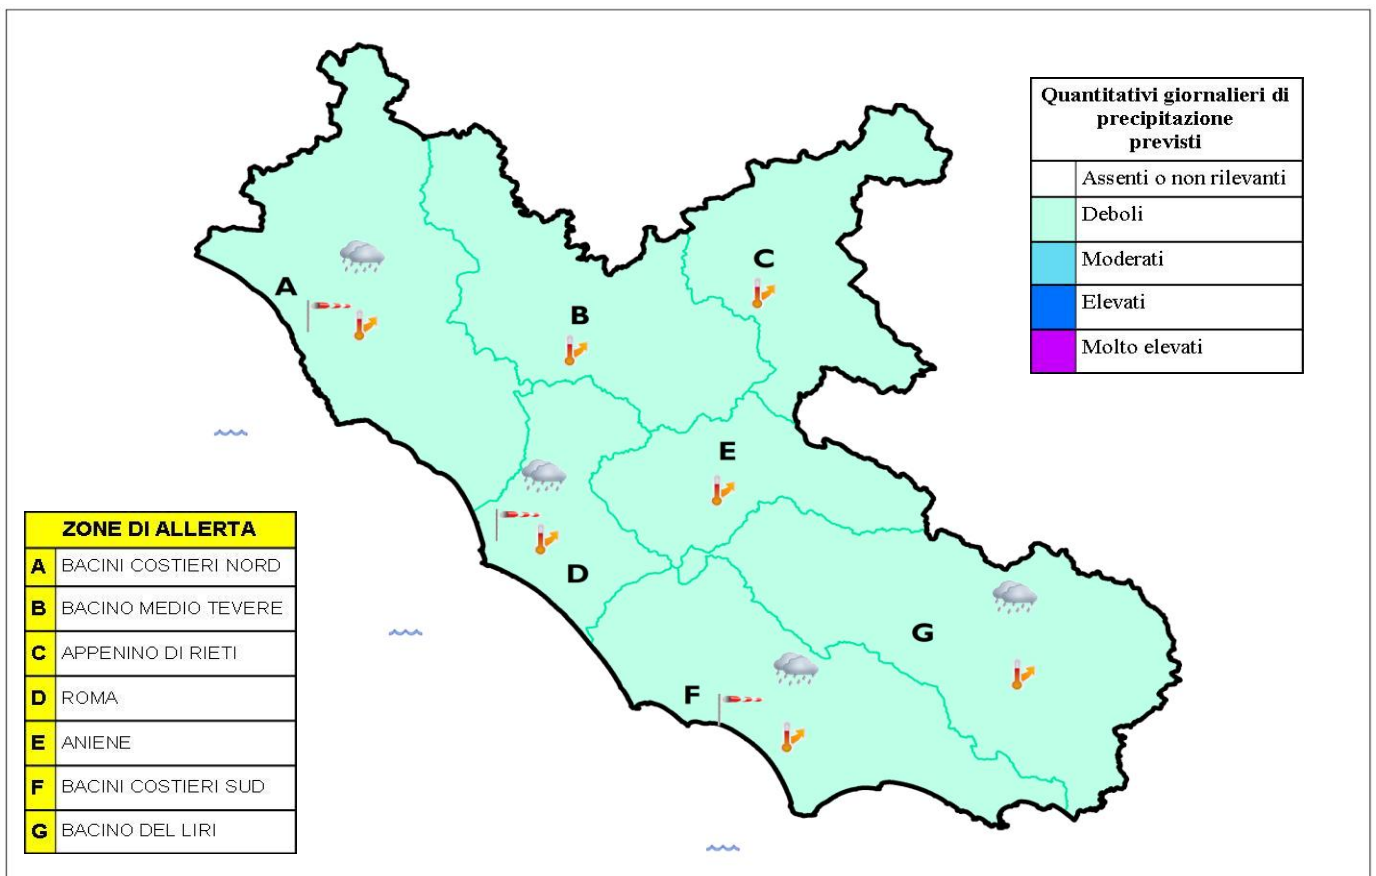 Quantitativi giornalieri di
precipitazione
previsti
Assenti o non rilevanti
Deboli
Moderati
Elevati
Molto elevati
A
B
C
D
E
F
G
ZONE DI ALLERTA
A BACINI COSTIERI NORD
B BACINO MEDIO TEVERE
C APPENINO DI RIETI
D ROMA
E ANIENE
F BACINI COSTIERI SUD
G BACINO DEL LIRI